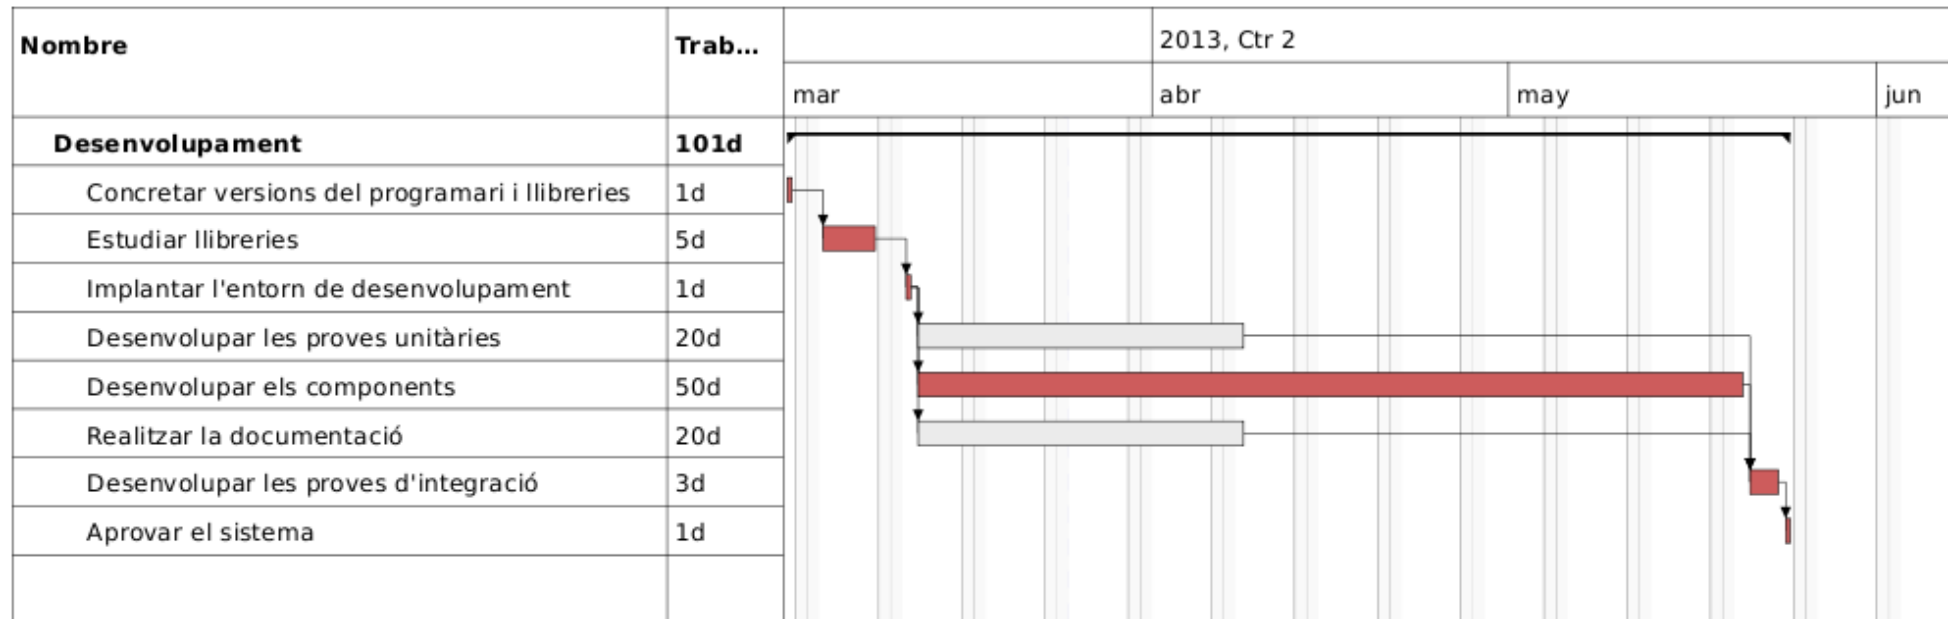 Nombre Trab...
2013, Ctr 2
mar abr may jun
Desenvolupament 101d
Concretar versions del programari i llibreries 1d
Estudiar llibreries 5d
Implantar l'entorn de desenvolupament 1d
Desenvolupar les proves unitàries 20d
Desenvolupar els components 50d
Realitzar la documentació 20d
Desenvolupar les proves d'integració 3d
Aprovar el sistema 1d